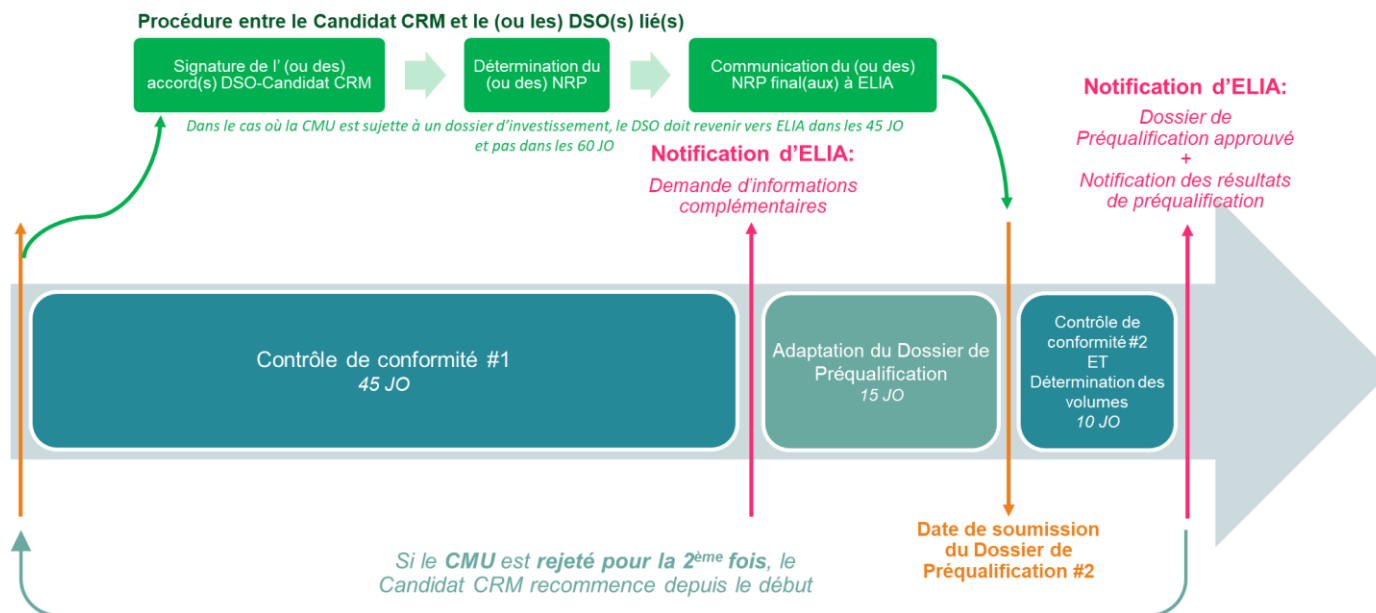 Procédure entre le Candidat CRM et le (ou les) DSO(s) lié(s)
Signature de l' (ou des)
accord(s) DSO-Candidat CRM
Détermination du
(ou des) NRP
Communication du (ou des)
NRP final(aux) à ELIA
Dans le cas où la CMU est sujette à un dossier d'investissement, le DSO doit revenir vers ELIA dans les 45 JO
et pas dans les 60 JO
Notification d'ELIA:
Demande d'informations
complémentaires
Notification d'ELIA:
Dossier de
Préqualification approuvé
+
Notification des résultats
de préqualification
Contrôle de conformité #1
45 JO
Adaptation du Dossier de
Préqualification
15 JO
Contrôle de
conformité #2
ET
Détermination des
volumes
10 JO
Si le CMU est rejeté pour la 2ème fois, le
Candidat CRM recommence depuis le début
Date de soumission
du Dossier de
Préqualification #2